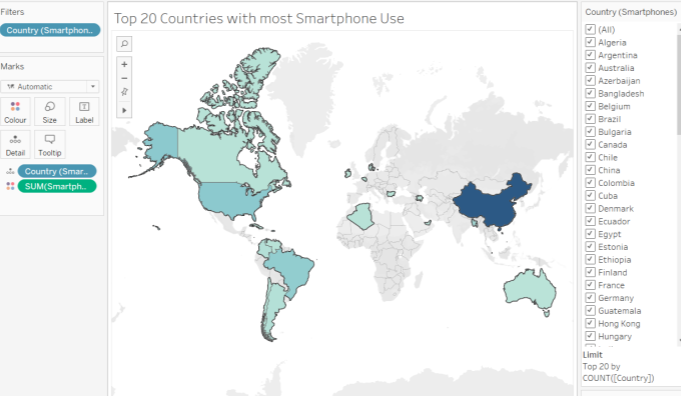 Filters
Country (Smartphon..
Marks
Automatic
Colour
Size
Label
Detail
Tooltip
Country (Smar..
SUM(Smartph..
Top 20 Countries with most Smartphone Use
Country (Smartphones)
(All)
Algeria
Argentina
Australia
Azerbaijan
Bangladesh
Belgium
Brazil
Bulgaria
Canada
Chile
China
Colombia
Cuba
Denmark
Ecuador
Egypt
Estonia
Ethiopia
Finland
France
Germany
Guatemala
Hong Kong
Hungary
Limit
Top 20 by
COUNT([Country])